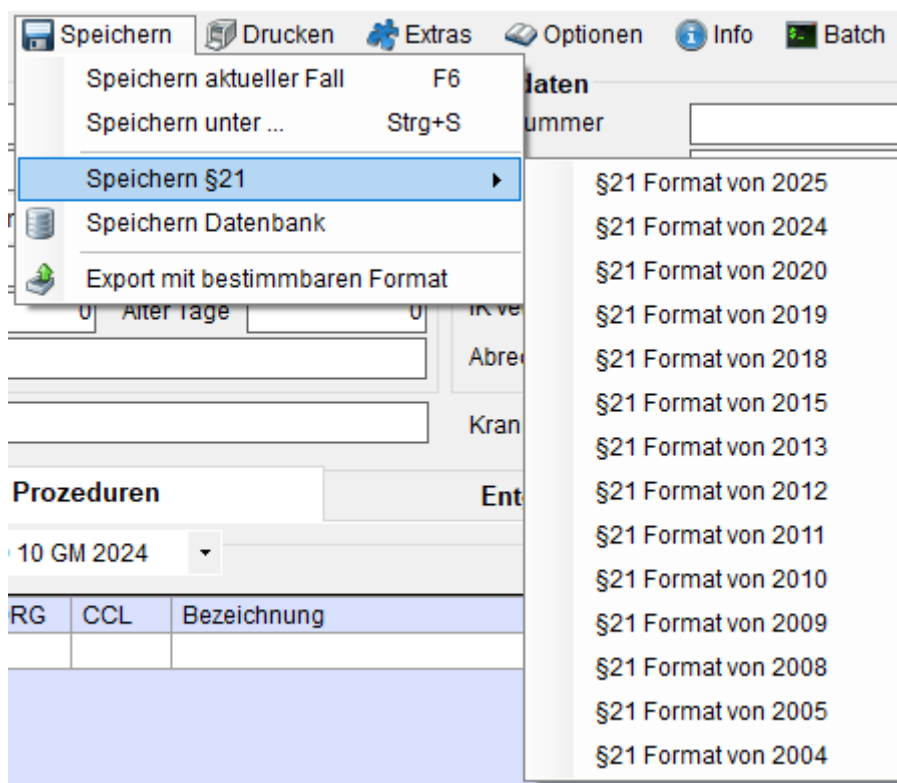 Speichern Drucken Extras Optionen Info Batch
Speichern aktueller Fall F6
Speichern unter ... Strg+S
Speichern §21
Speichern Datenbank
Export mit bestimmbaren Format
daten
ummer
§21 Format von 2025
§21 Format von 2024
§21 Format von 2020
§21 Format von 2019
§21 Format von 2018
§21 Format von 2015
§21 Format von 2013
§21 Format von 2012
§21 Format von 2011
§21 Format von 2010
§21 Format von 2009
§21 Format von 2008
§21 Format von 2005
§21 Format von 2004
0 Alter Tage 0
Abre
Kran
Prozeduren Ent
10 GM 2024
RG CCL Bezeichnung